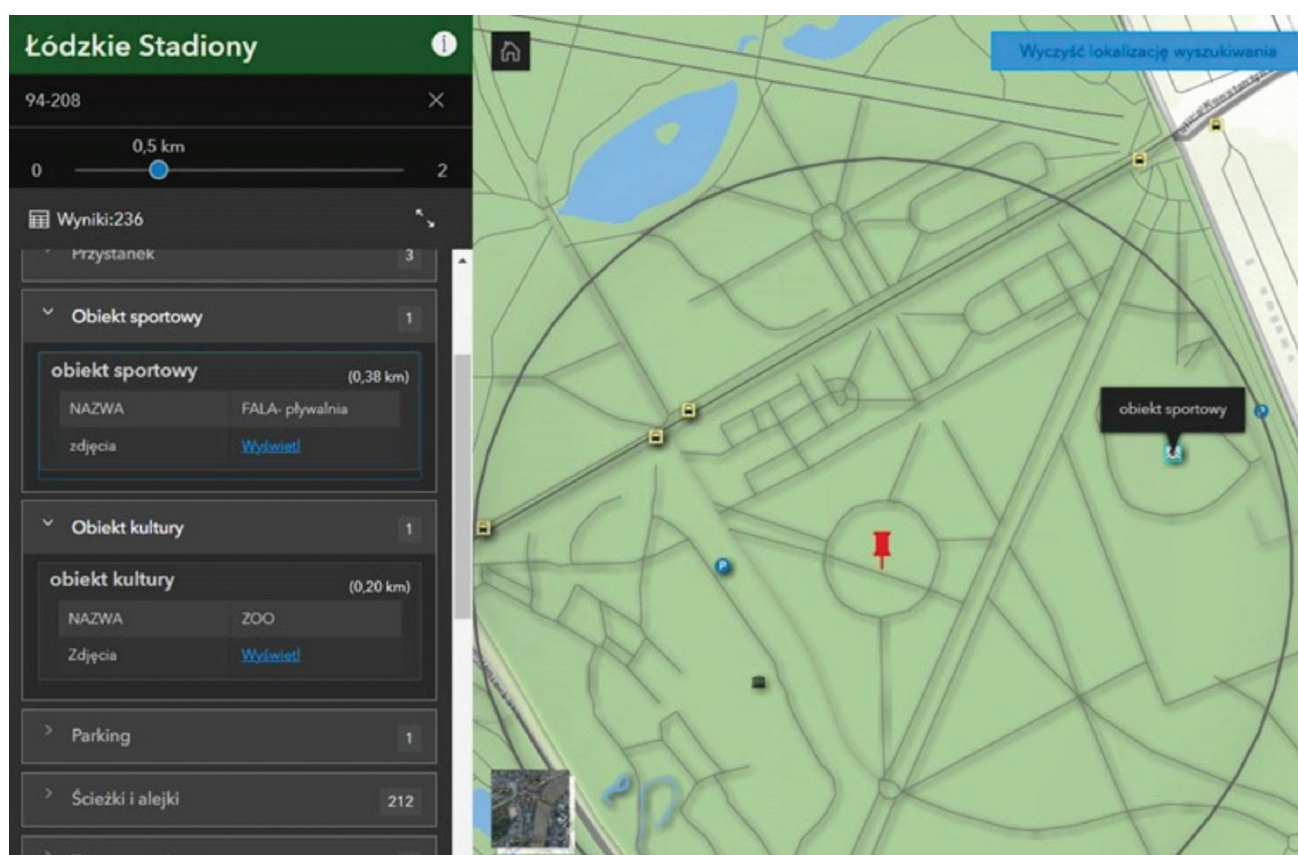 Łódzkie Stadiony
94-208
0,5 km
0
2
Wyniki:236
Przystanek 3
Obiekt sportowy 1
obiekt sportowy (0,38 km)
NAZWA FALA- pływalnia
zdjęcia Wyświetl
Obiekt kultury 1
obiekt kultury (0,20 km)
NAZWA ZOO
Zdjęcia Wyświetl
Parking 1
Ścieżki i alejki 212
Wyczyść lokalizację wyszukiwania
obiekt sportowy
P
P